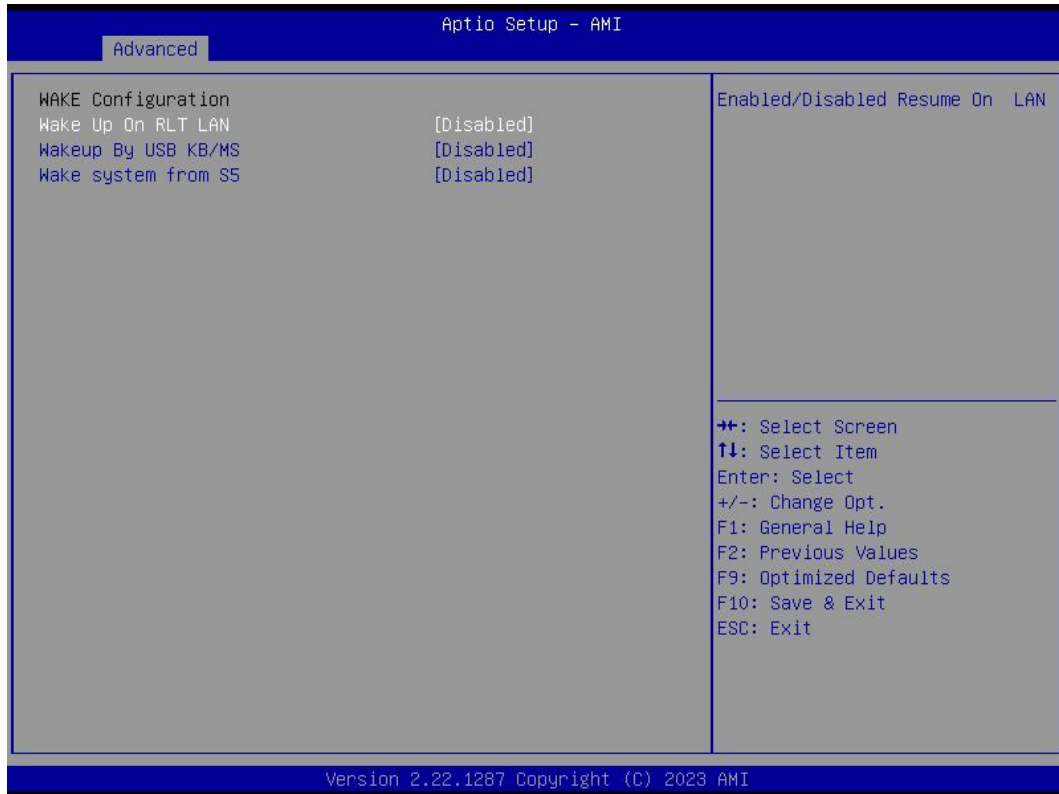 Aptio Setup – AMI
Advanced
WAKE Configuration
Wake Up On RLT LAN [Disabled]
Wakeup By USB KB/MS [Disabled]
Wake system from S5 [Disabled]
Enabled/Disabled Resume On LAN
→←: Select Screen
↑↓: Select Item
Enter: Select
+/-: Change Opt.
F1: General Help
F2: Previous Values
F9: Optimized Defaults
F10: Save & Exit
ESC: Exit
Version 2.22.1287 Copyright (C) 2023 AMI